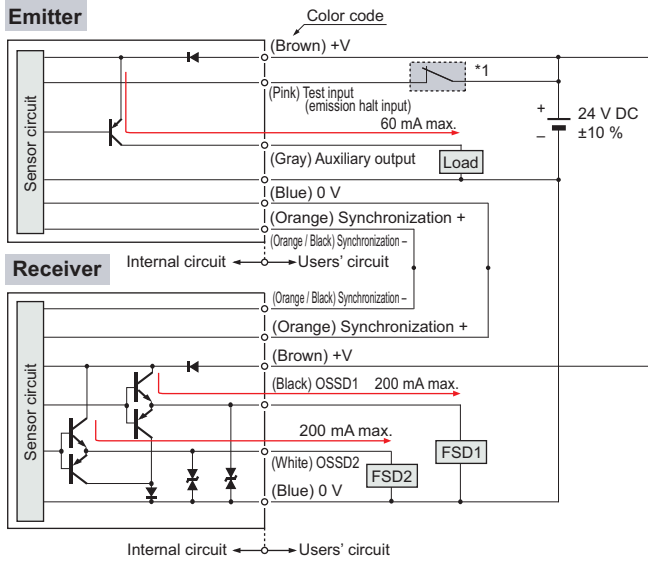 Emitter
Color code
(Brown) +V
*1
(Pink) Test input
(emission halt input)
60 mA max.
+
–
24 V DC
±10 %
Sensor circuit
(Gray) Auxiliary output
Load
(Blue) 0 V
(Orange) Synchronization +
(Orange / Black) Synchronization –
Internal circuit
Users' circuit
Receiver
(Orange / Black) Synchronization –
(Orange) Synchronization +
(Brown) +V
Sensor circuit
(Black) OSSD1 200 mA max.
200 mA max.
(White) OSSD2
FSD1
FSD2
(Blue) 0 V
Internal circuit
Users' circuit